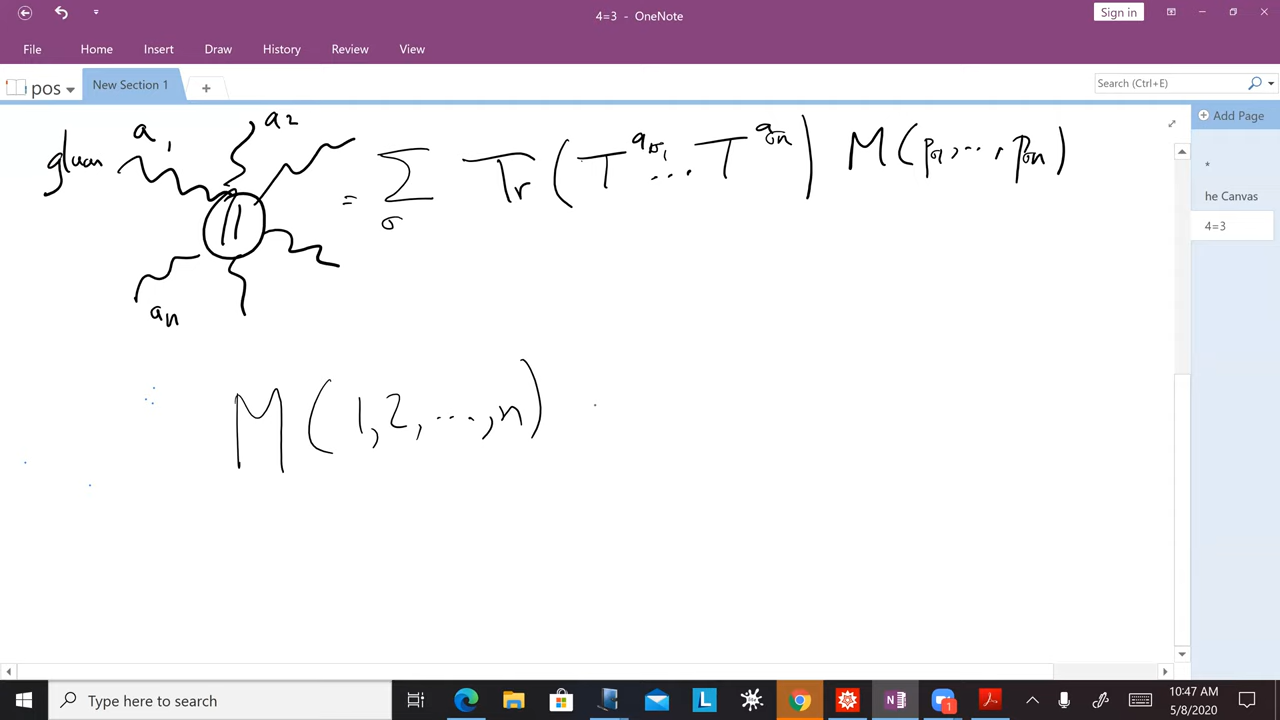 4=3 - OneNote
Sign in
File Home Insert Draw History Review View
pos New Section 1 +
Search (Ctrl+E)
Add Page
*
he Canvas
4=3
gluon a1 a2 an = Σσ Tr(T^aσ1 ... T^aσn) M(pσ1, ..., pσn)
M(1,2, ...,n)
Type here to search
L
N
1
10:47 AM
5/8/2020